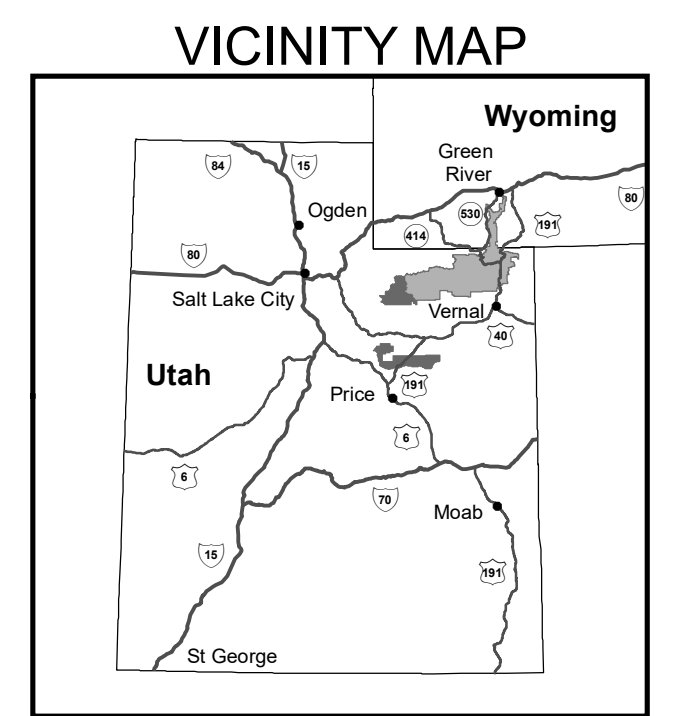 VICINITY MAP
Wyoming
Green
River
84
15
80
530
Ogden
191
414
80
Salt Lake City
Vernal
40
Utah
191
Price
6
6
70
Moab
15
191
St George